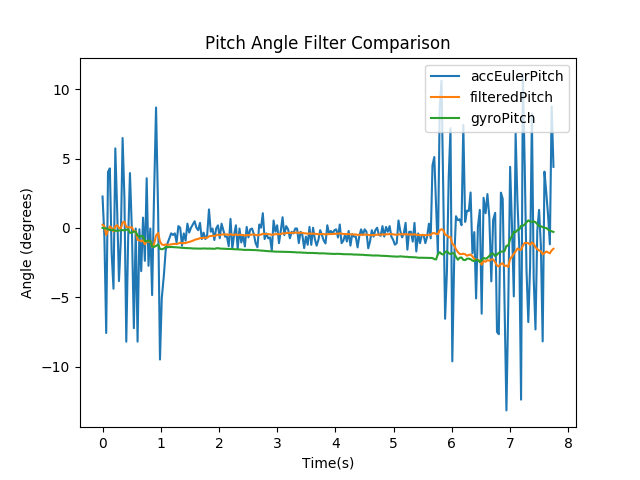 Pitch Angle Filter Comparison
accEulerPitch
filteredPitch
gyroPitch
Angle (degrees)
10
5
0
−5
−10
0 1 2 3 4 5 6 7 8
Time(s)